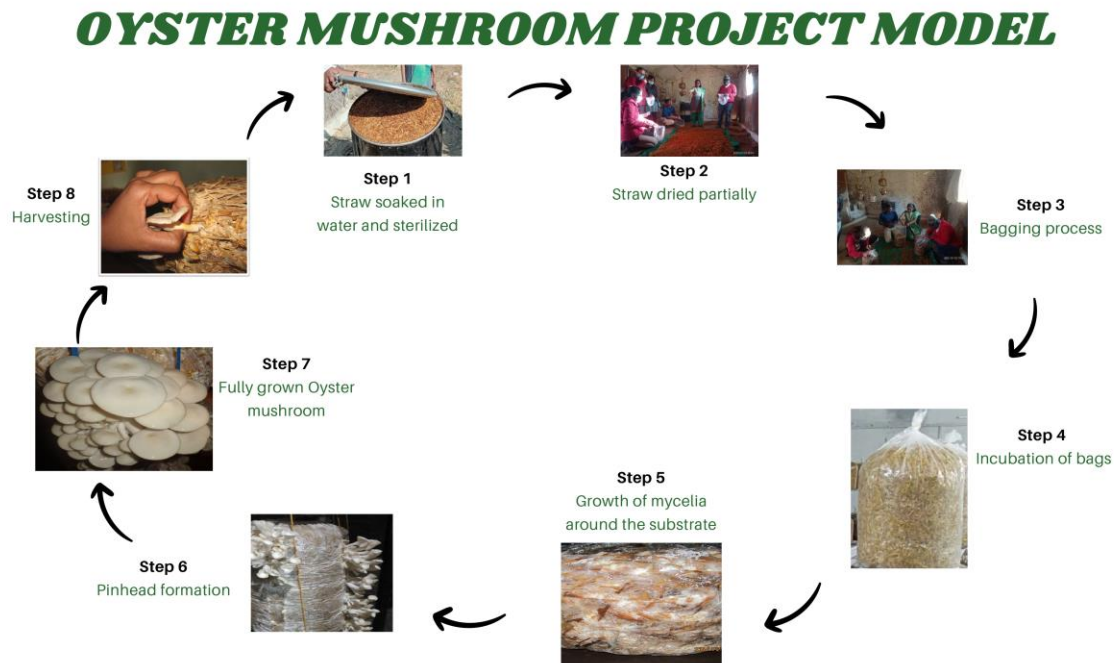 OYSTER MUSHROOM PROJECT MODEL
Step 1
Straw soaked in
water and sterilized
Step 2
Straw dried partially
Step 3
Bagging process
Step 4
Incubation of bags
Step 5
Growth of mycelia
around the substrate
Step 6
Pinhead formation
Step 7
Fully grown Oyster
mushroom
Step 8
Harvesting